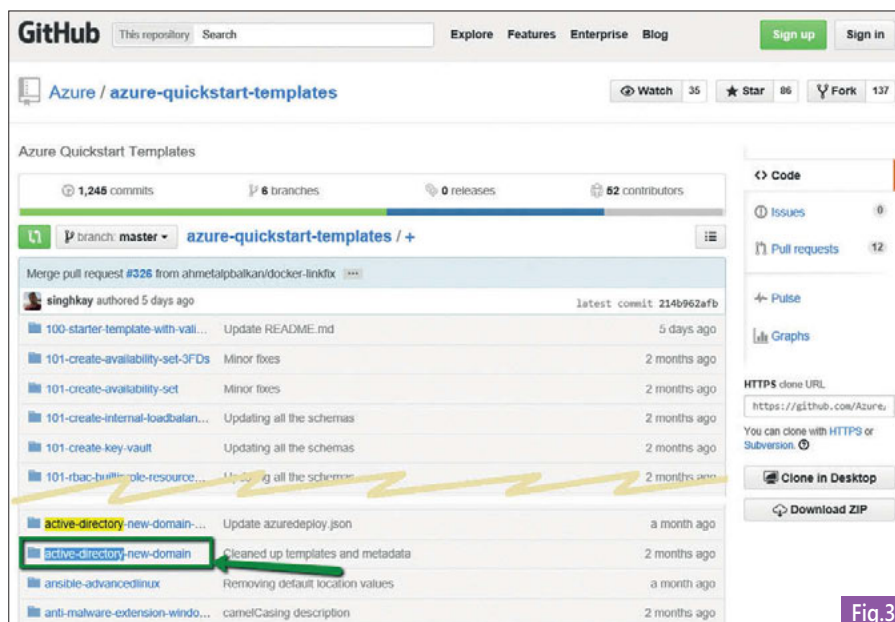 GitHub This repository Search Explore Features Enterprise Blog Sign up Sign in
Azure / azure-quickstart-templates Watch 35 Star 86 Fork 137
Azure Quickstart Templates
1,245 commits 6 branches 0 releases 52 contributors
branch: master azure-quickstart-templates / +
Merge pull request #326 from ahmetalpbalkan/docker-linkfix ...
singhkay authored 5 days ago latest commit 214b962afb
100-starter-template-with-vali... Update README.md 5 days ago
101-create-availability-set-3FDs Minor fixes 2 months ago
101-create-availability-set Minor fixes 2 months ago
101-create-internal-loadbalan... Updating all the schemas 2 months ago
101-create-key-vault Updating all the schemas 2 months ago
101-rbac- -resource... all the schemas 2 months ago
active-directory-new-domain-... Update azuredeploy.json a month ago
active-directory-new-domain Cleaned up templates and metadata 2 months ago
ansible-advancedlinux Removing default location values a month ago
anti-malware-extension-windo... camelCasing description 2 months ago
<> Code
Issues 0
Pull requests 12
Pulse
Graphs
HTTPS clone URL
https://github.com/Azure/
You can clone with HTTPS or
Subversion.
Clone in Desktop
Download ZIP
Fig.3